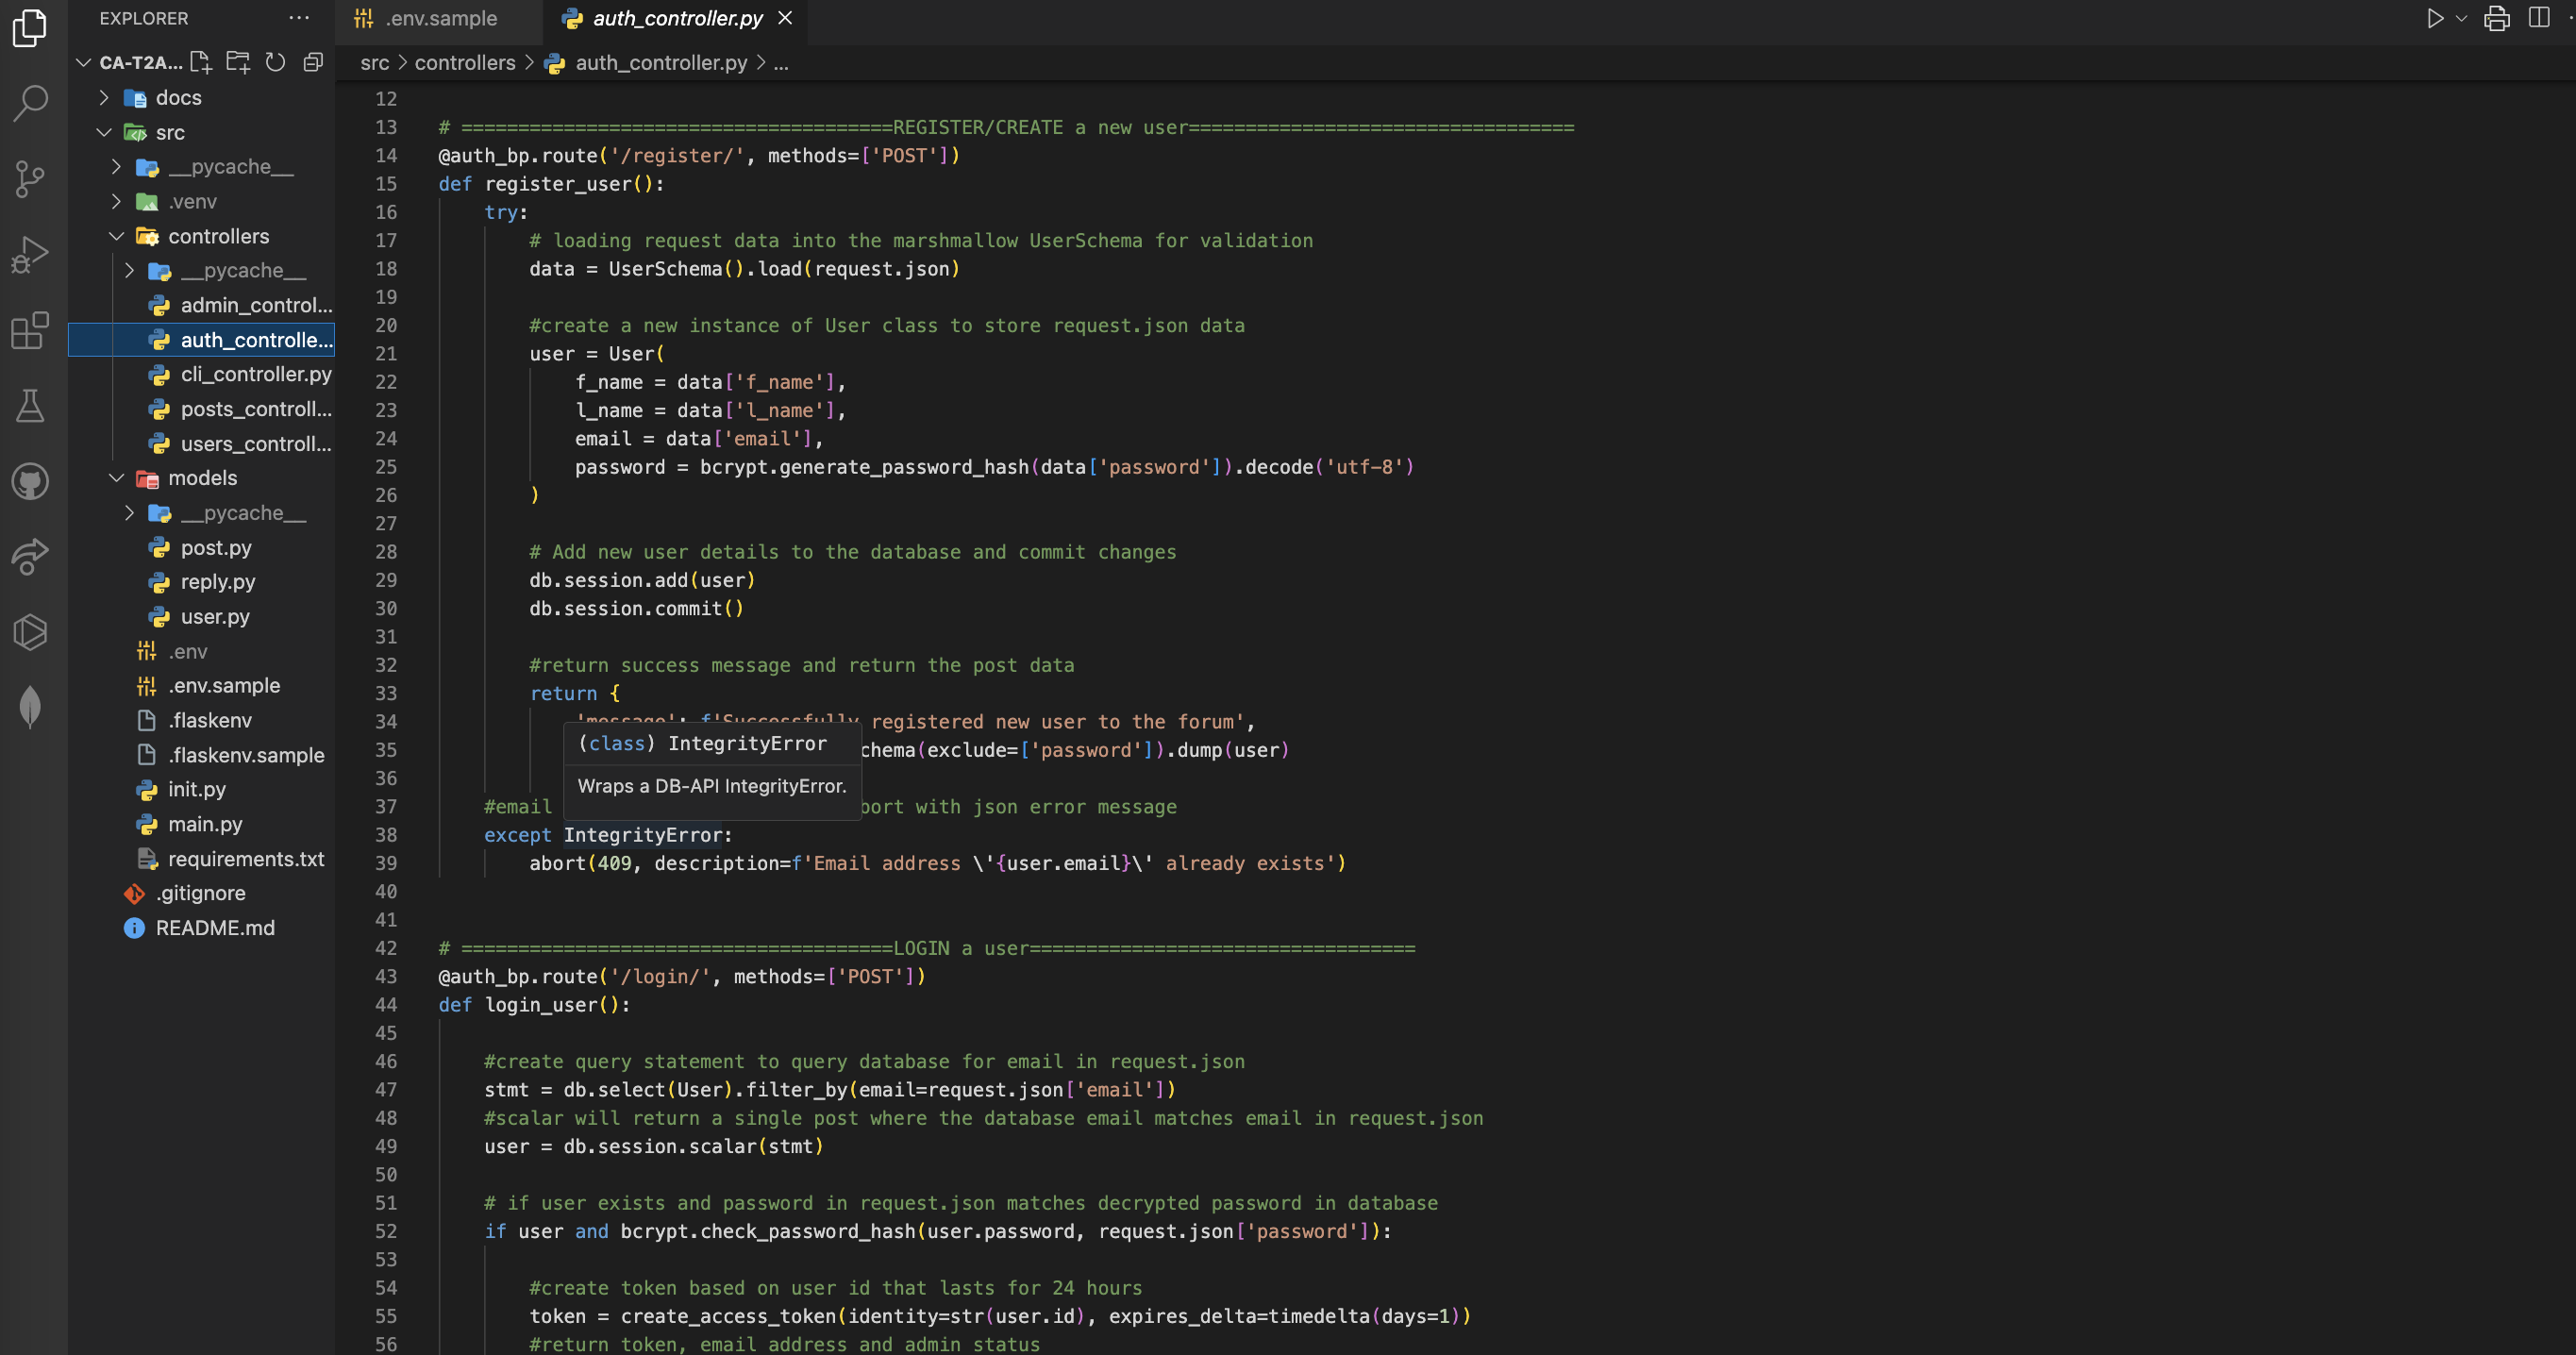 EXPLORER
CA-T2A...
docs
src
__pycache__
.venv
controllers
__pycache__
admin_control...
auth_controlle...
cli_controller.py
posts_controll...
users_controll...
models
__pycache__
post.py
reply.py
user.py
.env
.env.sample
.flaskenv
.flaskenv.sample
init.py
main.py
requirements.txt
.gitignore
README.md
.env.sample
auth_controller.py
src > controllers > auth_controller.py > ...
12
13 # ======================================REGISTER/CREATE a new user==================================
14 @auth_bp.route('/register/', methods=['POST'])
15 def register_user():
16 try:
17 # loading request data into the marshmallow UserSchema for validation
18 data = UserSchema().load(request.json)
19
20 #create a new instance of User class to store request.json data
21 user = User(
22 f_name = data['f_name'],
23 l_name = data['l_name'],
24 email = data['email'],
25 password = bcrypt.generate_password_hash(data['password']).decode('utf-8')
26 )
27
28 # Add new user details to the database and commit changes
29 db.session.add(user)
30 db.session.commit()
31
32 #return success message and return the post data
33 return {
34 'message': f'Successfully registered new user to the forum',
(class) IntegrityError
35 chema(exclude=['password']).dump(user)
36
Wraps a DB-API IntegrityError.
37 #email ort with json error message
38 except IntegrityError:
39 abort(409, description=f'Email address \'{user.email}\' already exists')
40
41
42 # ======================================LOGIN a user==================================
43 @auth_bp.route('/login/', methods=['POST'])
44 def login_user():
45
46 #create query statement to query database for email in request.json
47 stmt = db.select(User).filter_by(email=request.json['email'])
48 #scalar will return a single post where the database email matches email in request.json
49 user = db.session.scalar(stmt)
50
51 # if user exists and password in request.json matches decrypted password in database
52 if user and bcrypt.check_password_hash(user.password, request.json['password']):
53
54 #create token based on user id that lasts for 24 hours
55 token = create_access_token(identity=str(user.id), expires_delta=timedelta(days=1))
56 #return token, email address and admin status